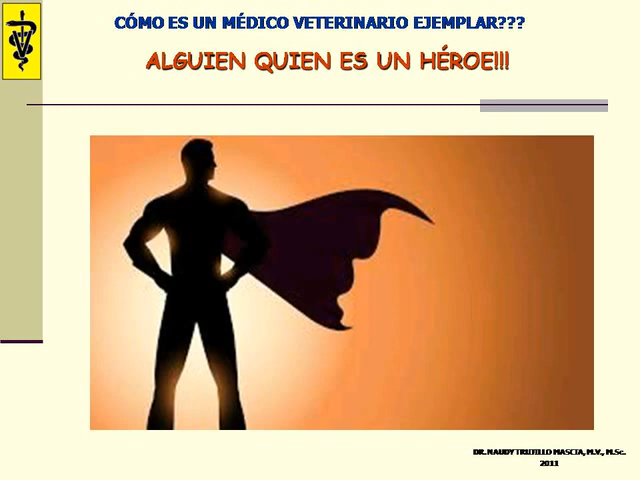 CÓMO ES UN MÉDICO VETERINARIO EJEMPLAR???
ALGUIEN QUIEN ES UN HÉROE!!!
DR. NAUDY TRUJILLO MASCIA, M.V., M.Sc.
2011